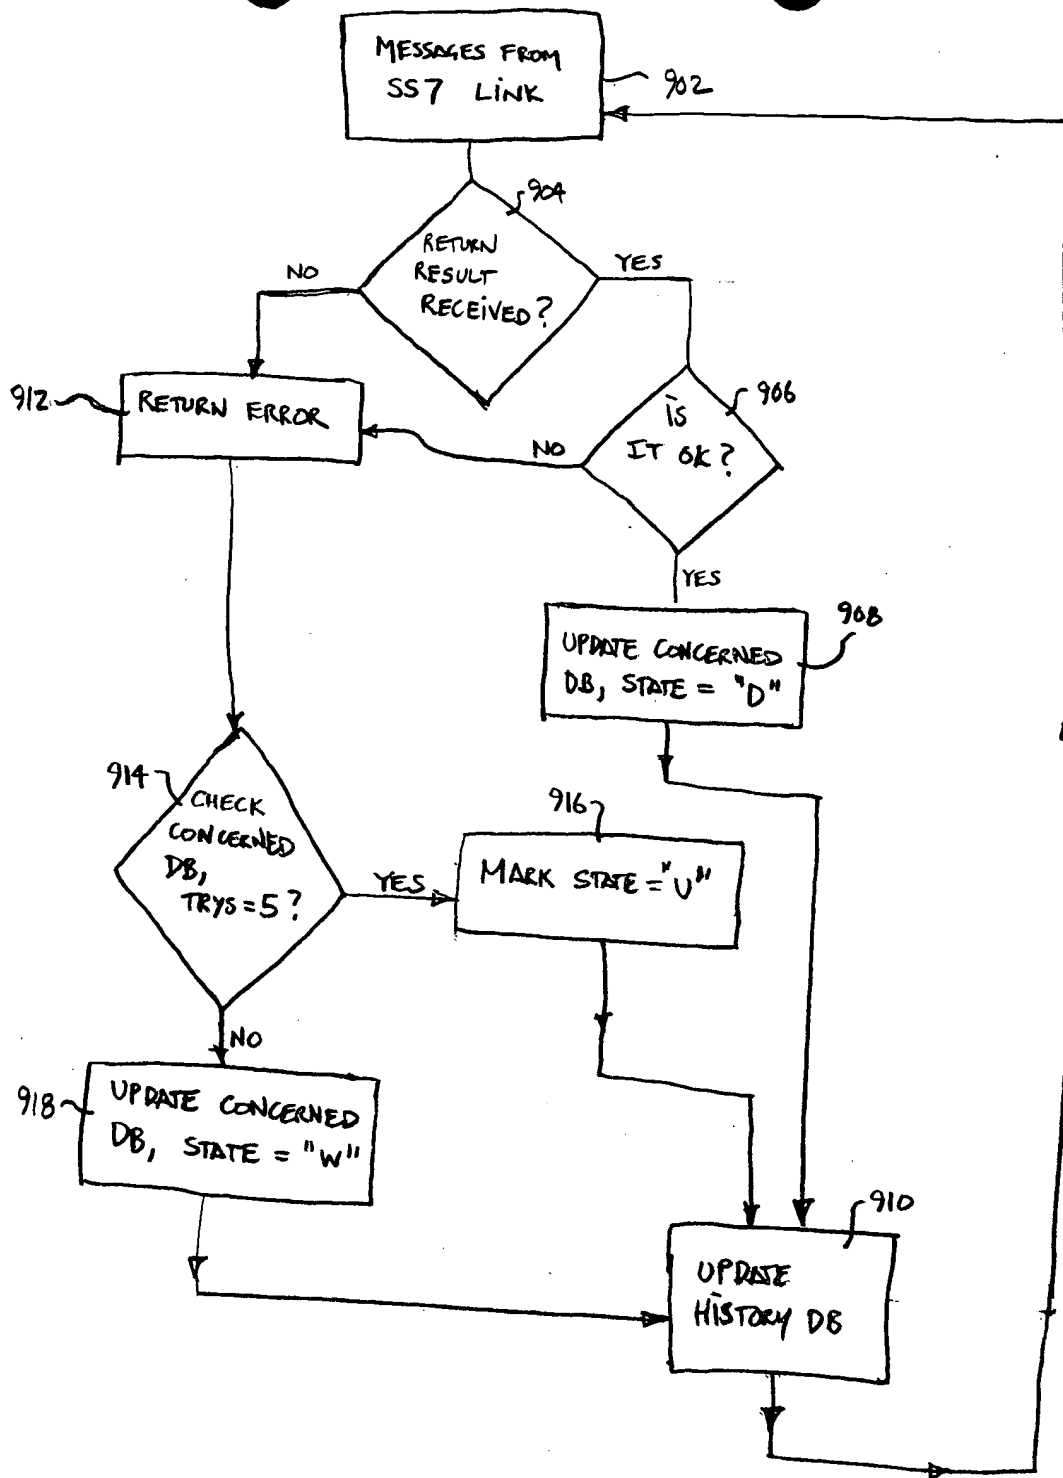 MESSAGES FROM
SS7 LINK
902
904
RETURN
RESULT
RECEIVED?
NO
YES
912
RETURN ERROR
906
IS
IT OK?
NO
YES
908
UPDATE CONCERNED
DB, STATE = "D"
914
CHECK
CONCERNED
DB,
TRYS=5?
YES
916
MARK STATE="U"
NO
918
UPDATE CONCERNED
DB, STATE = "W"
910
UPDATE
HISTORY DB